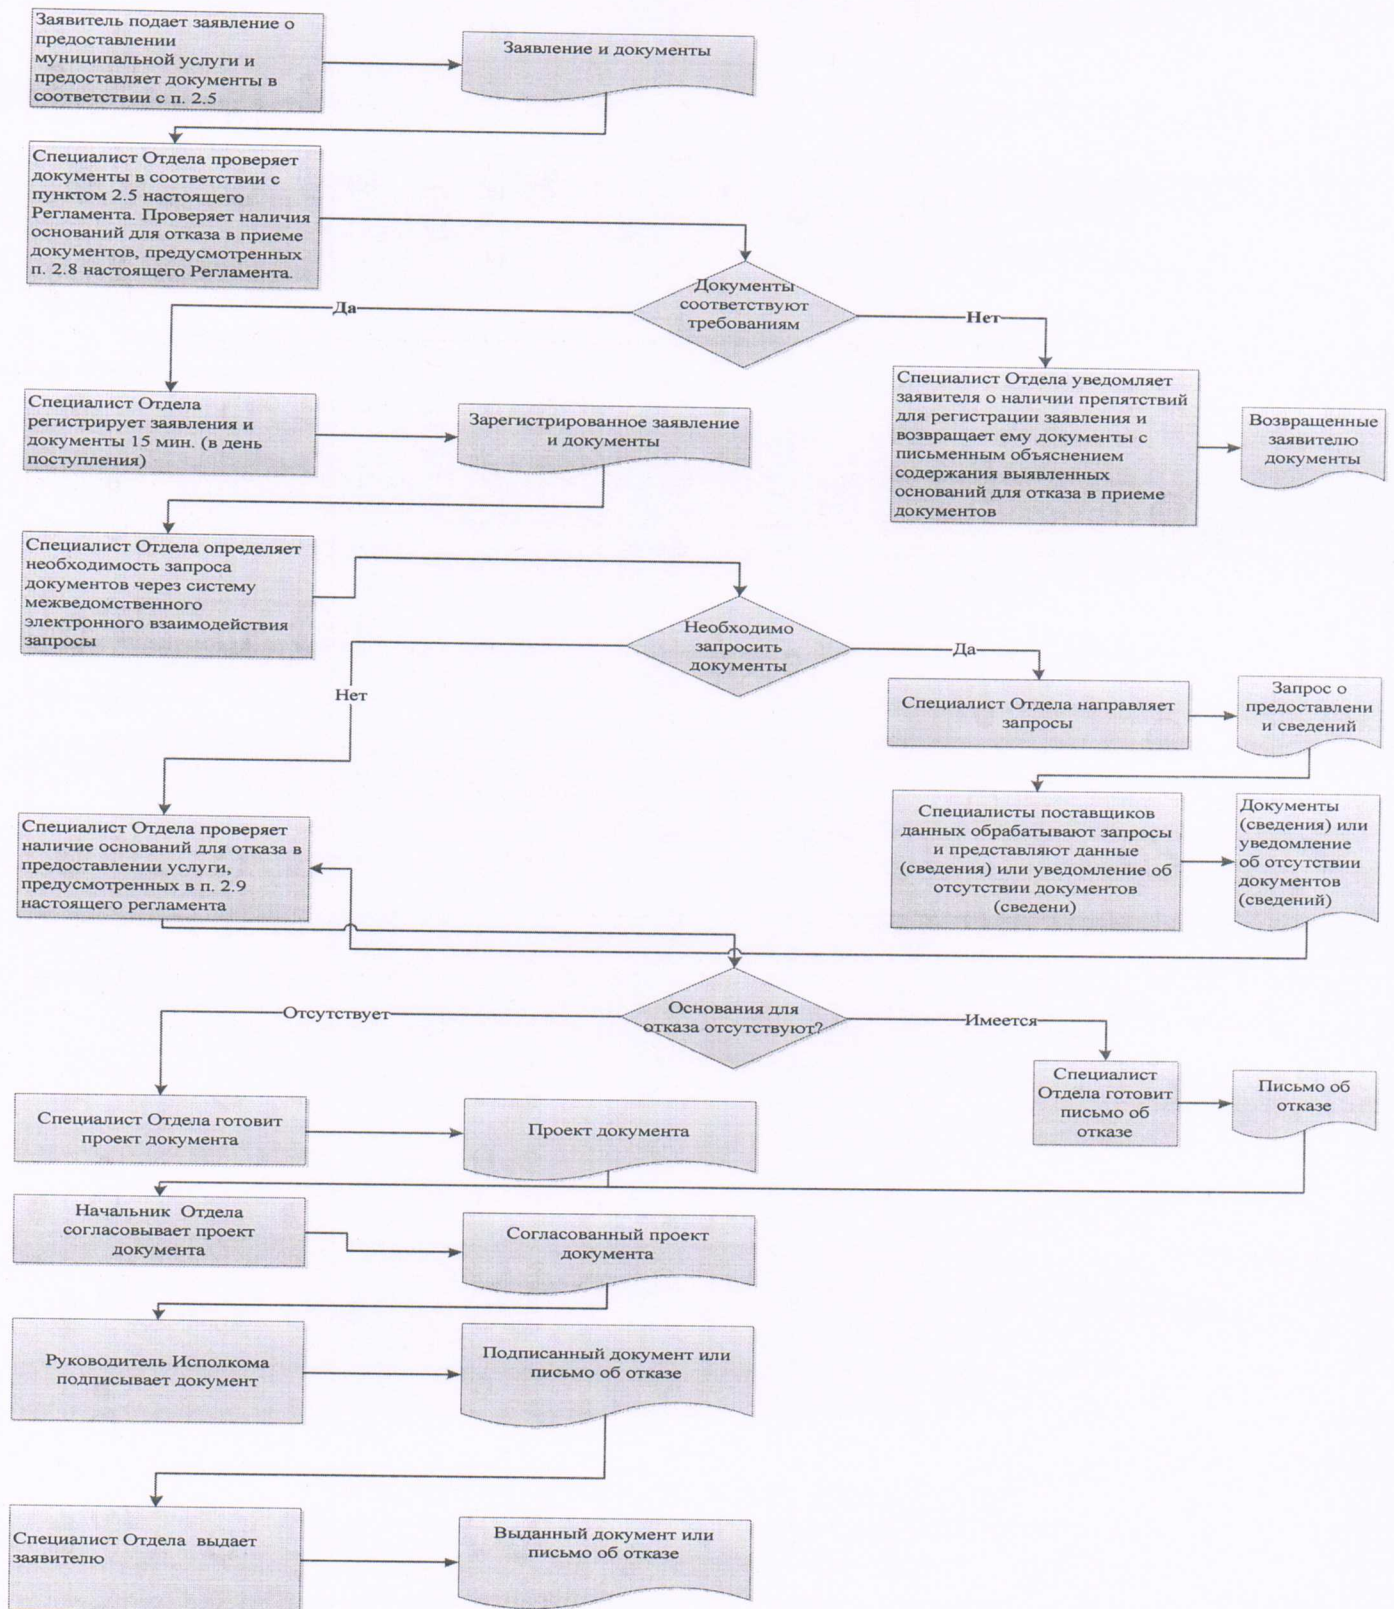 Заявитель подает заявление о
предоставлении
муниципальной услуги и
предоставляет документы в
соответствии с п. 2.5
Заявление и документы
Специалист Отдела проверяет
документы в соответствии с
пунктом 2.5 настоящего
Регламента. Проверяет наличия
оснований для отказа в приеме
документов, предусмотренных
п. 2.8 настоящего Регламента.
Документы
соответствуют
требованиям
Да
Нет
Специалист Отдела
регистрирует заявления и
документы 15 мин. (в день
поступления)
Зарегистрированное заявление
и документы
Специалист Отдела уведомляет
заявителя о наличии препятствий
для регистрации заявления и
возвращает ему документы с
письменным объяснением
содержания выявленных
оснований для отказа в приеме
документов
Возвращенные
заявителю
документы
Специалист Отдела определяет
необходимость запроса
документов через систему
межведомственного
электронного взаимодействия
запросы
Необходимо
запросить
документы
Да
Нет
Специалист Отдела направляет
запросы
Запрос о
предоставлени
и сведений
Специалисты поставщиков
данных обрабатывают запросы
и представляют данные
(сведения) или уведомление об
отсутствии документов
(сведени)
Документы
(сведения) или
уведомление
об отсутствии
документов
(сведений)
Специалист Отдела проверяет
наличие оснований для отказа в
предоставлении услуги,
предусмотренных в п. 2.9
настоящего регламента
Основания для
отказа отсутствуют?
Отсутствует
Имеется
Специалист
Отдела готовит
письмо об
отказе
Письмо об
отказе
Специалист Отдела готовит
проект документа
Проект документа
Начальник Отдела
согласовывает проект
документа
Согласованный проект
документа
Руководитель Исполкома
подписывает документ
Подписанный документ или
письмо об отказе
Специалист Отдела выдает
заявителю
Выданный документ или
письмо об отказе